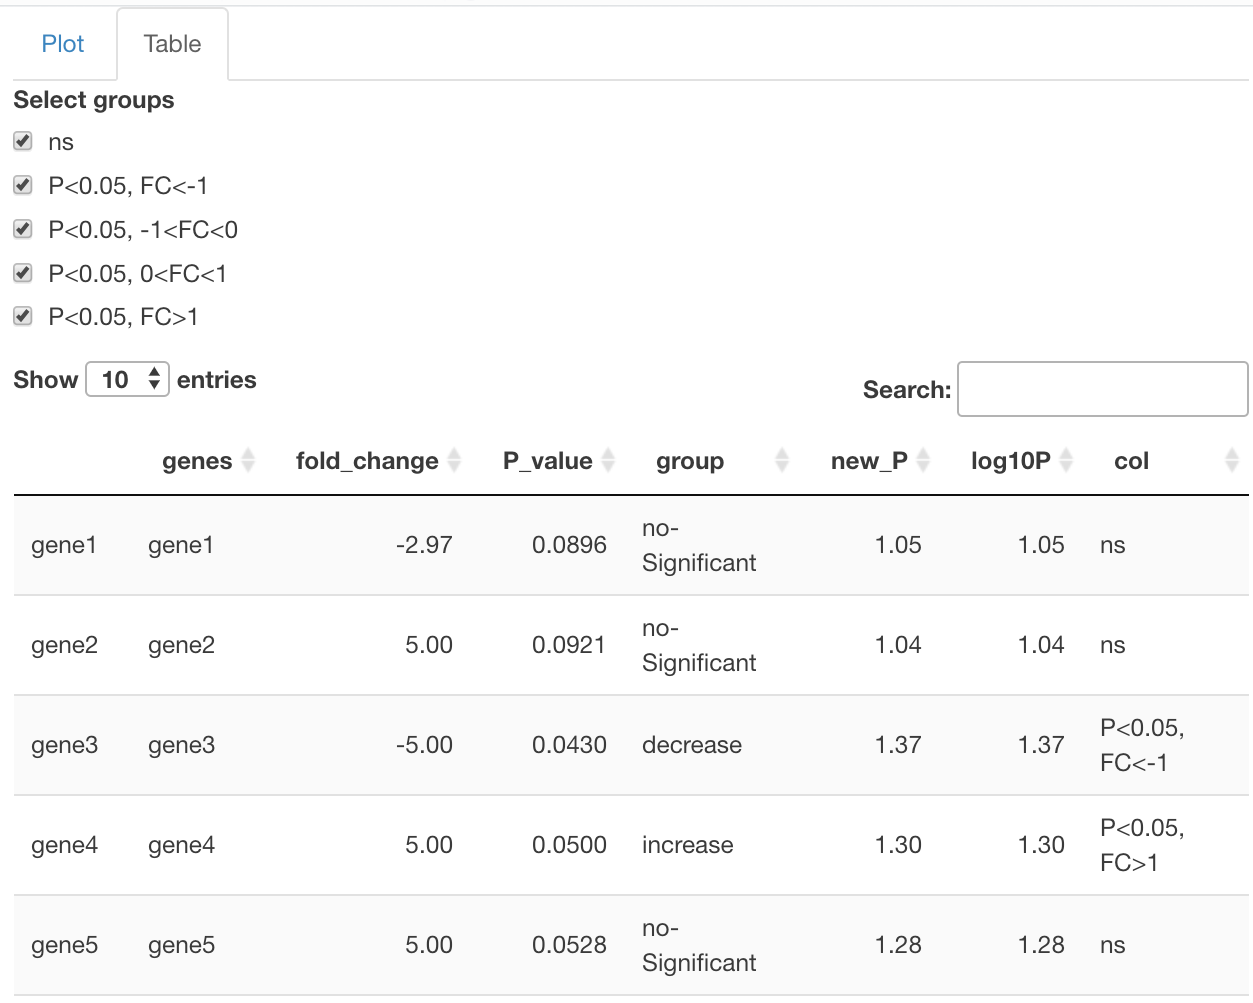 Plot Table
Select groups
ns
P<0.05, FC<-1
P<0.05, -1<FC<0
P<0.05, 0<FC<1
P<0.05, FC>1
Show 10 entries
Search:
genes fold_change P_value group new_P log10P col
gene1 gene1 -2.97 0.0896 no-
Significant 1.05 1.05 ns
gene2 gene2 5.00 0.0921 no-
Significant 1.04 1.04 ns
gene3 gene3 -5.00 0.0430 decrease 1.37 1.37 P<0.05,
FC<-1
gene4 gene4 5.00 0.0500 increase 1.30 1.30 P<0.05,
FC>1
gene5 gene5 5.00 0.0528 no-
Significant 1.28 1.28 ns